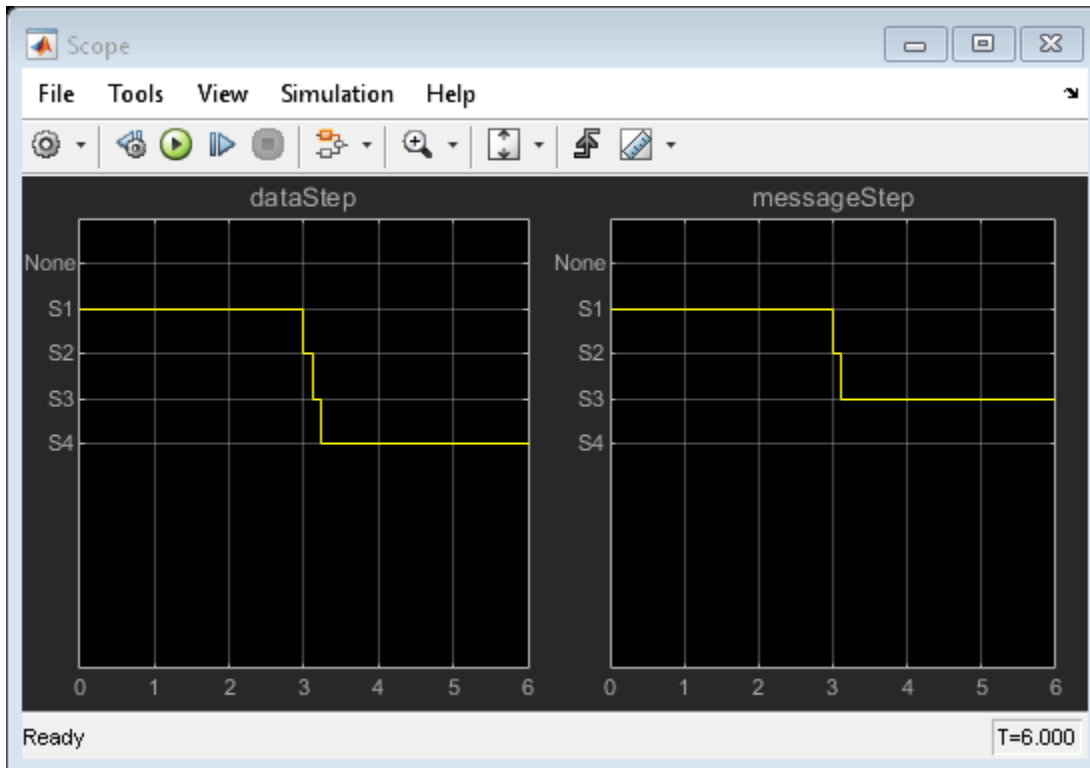 Scope
File Tools View Simulation Help
dataStep
None
S1
S2
S3
S4
0 1 2 3 4 5 6
messageStep
None
S1
S2
S3
S4
0 1 2 3 4 5 6
Ready T=6.000